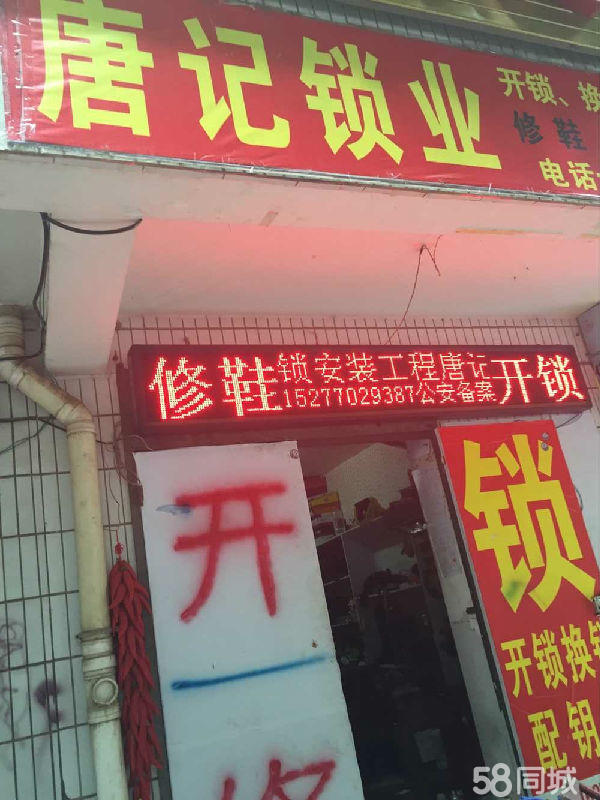 唐记锁业
开锁、换
修鞋
电话
修鞋
锁安装工程唐记
15277029387公安备案
开锁
开
锁
开锁换锁
配钥
58同城